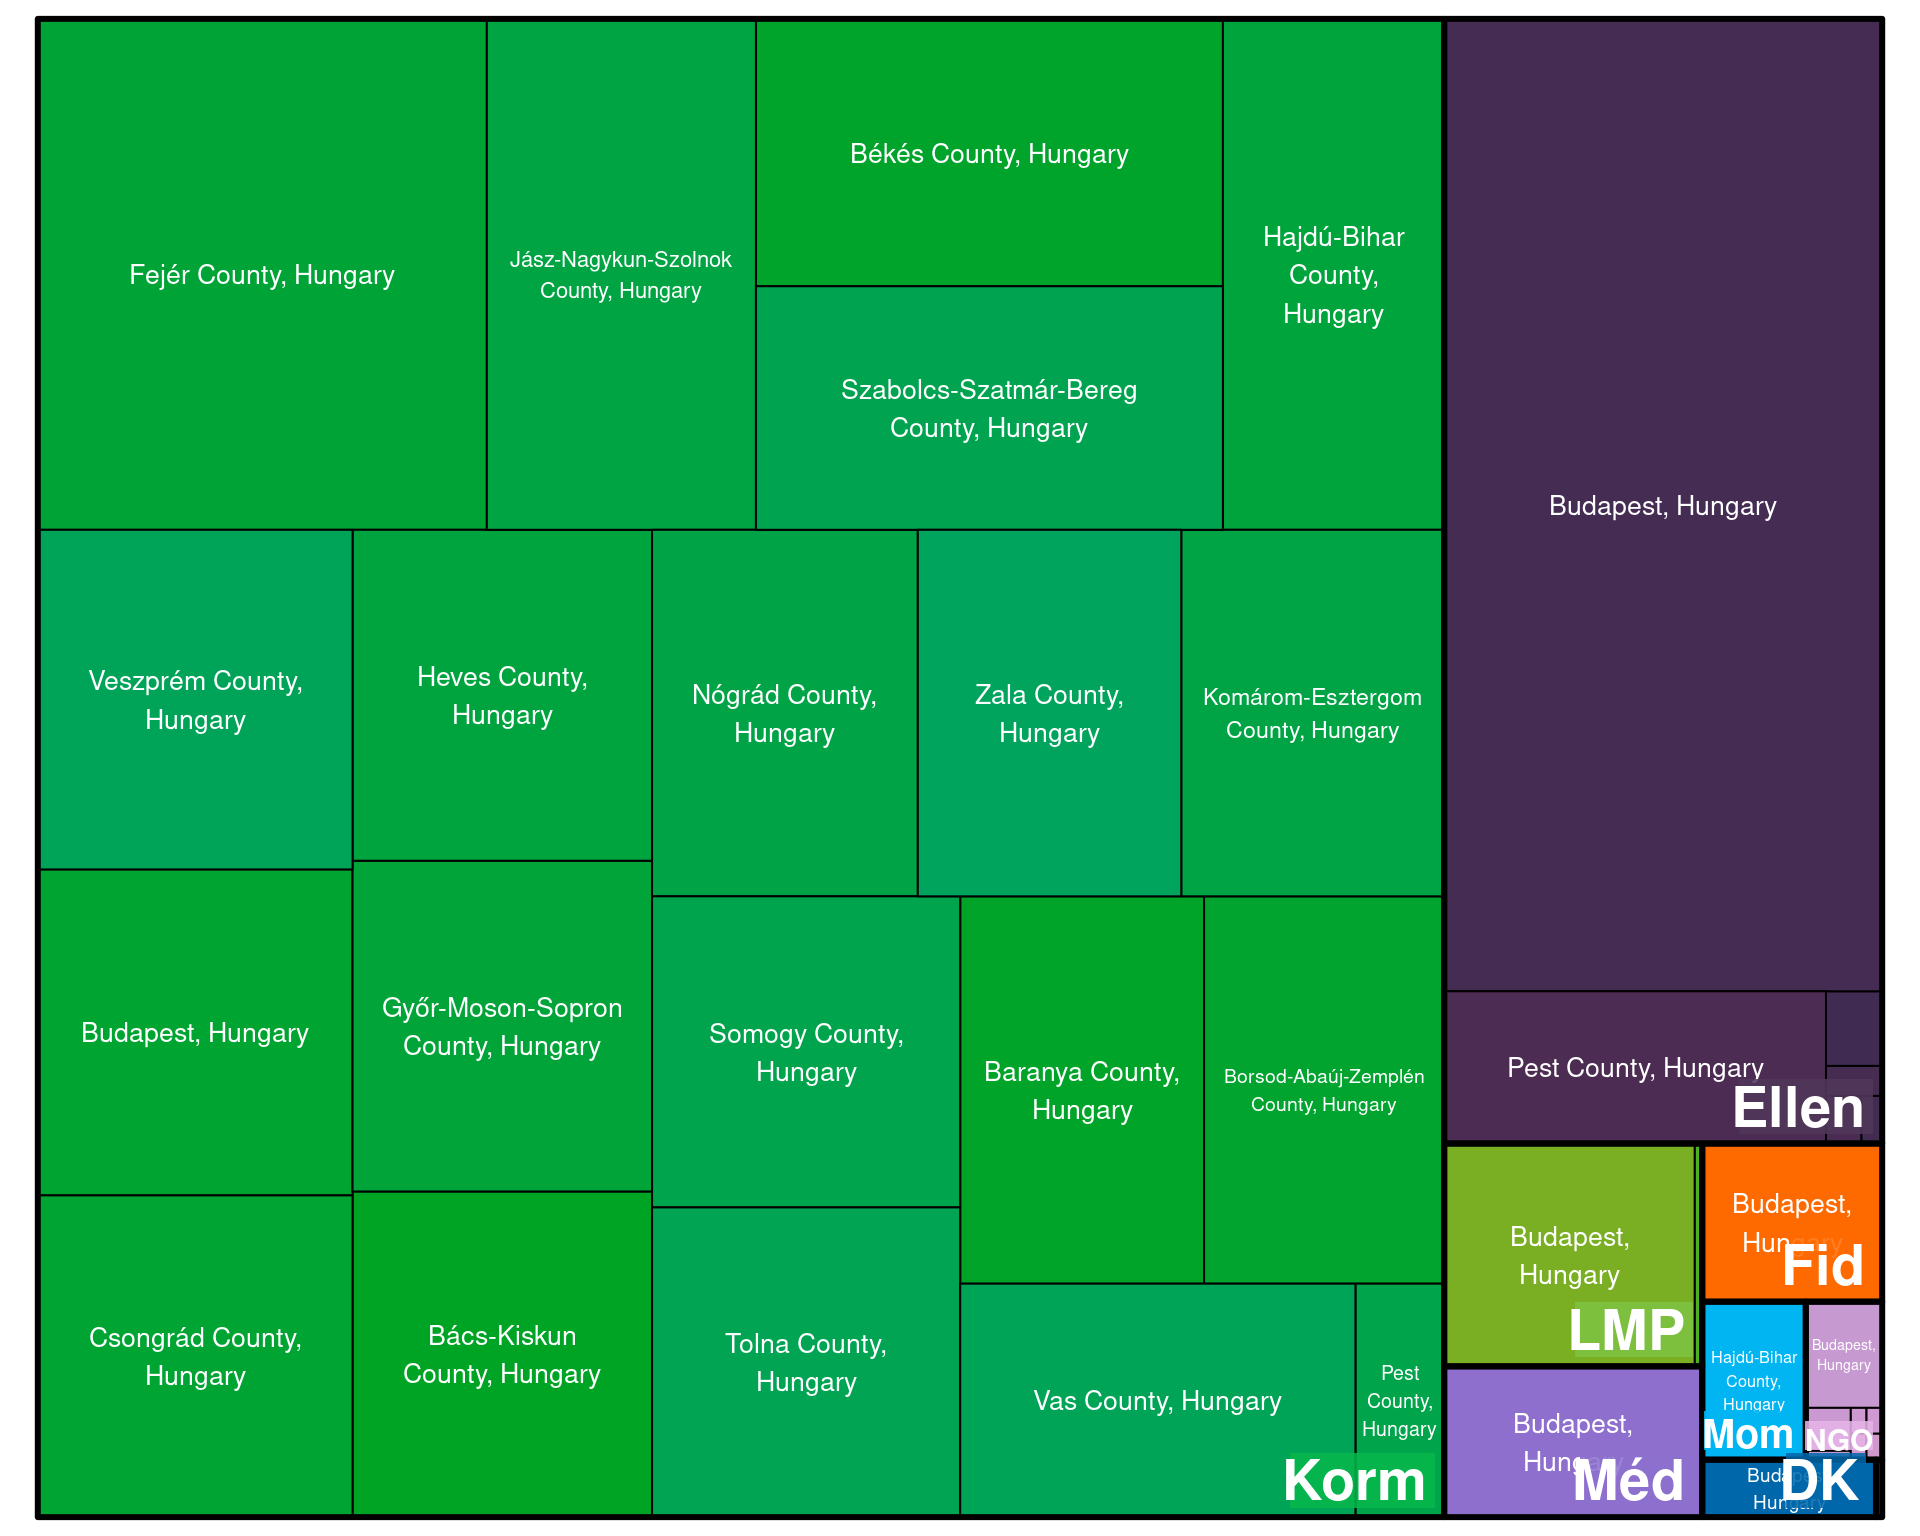 Fejér County, Hungary
Jász-Nagykun-Szolnok
County, Hungary
Békés County, Hungary
Szabolcs-Szatmár-Bereg
County, Hungary
Hajdú-Bihar
County,
Hungary
Veszprém County,
Hungary
Heves County,
Hungary
Nógrád County,
Hungary
Zala County,
Hungary
Komárom-Esztergom
County, Hungary
Budapest, Hungary
Győr-Moson-Sopron
County, Hungary
Somogy County,
Hungary
Baranya County,
Hungary
Borsod-Abaúj-Zemplén
County, Hungary
Csongrád County,
Hungary
Bács-Kiskun
County, Hungary
Tolna County,
Hungary
Vas County, Hungary
Pest
County,
Hungary
Korm
Budapest, Hungary
Pest County, Hungary
Ellen
Budapest,
Hungary
LMP
Budapest,
Hungary
Fid
Budapest,
Hungary
Méd
Hajdú-Bihar
County,
Hungary
Mom
Budapest,
Hungary
NGO
Budapest,
Hungary
DK